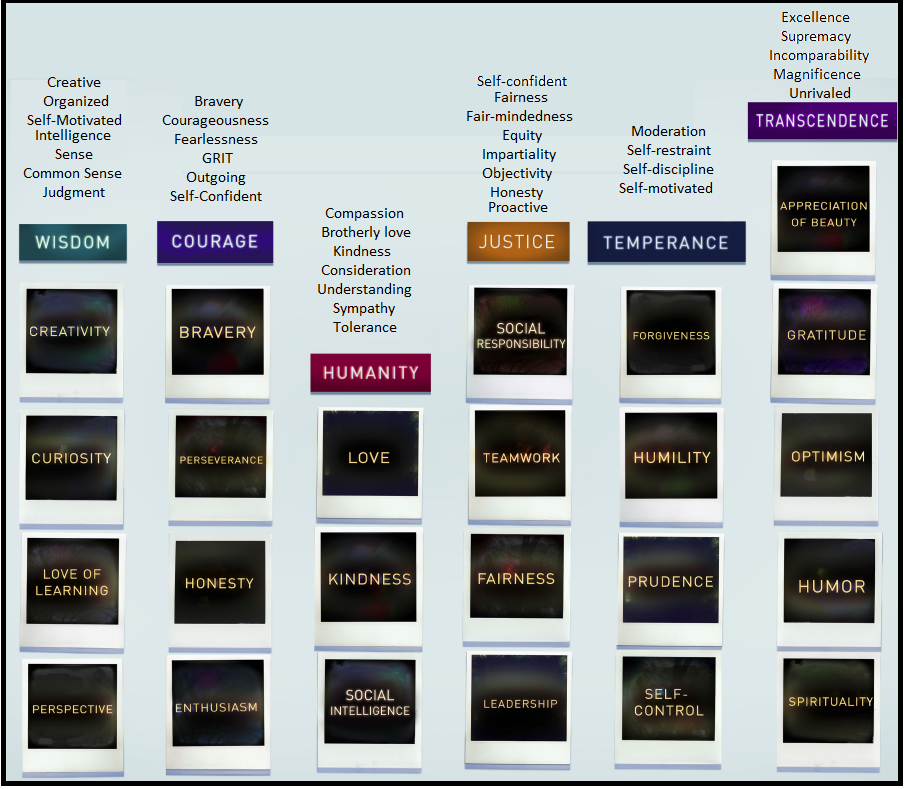 Creative
Organized
Self-Motivated
Intelligence
Sense
Common Sense
Judgment
WISDOM
CREATIVITY
CURIOSITY
LOVE OF
LEARNING
PERSPECTIVE
Bravery
Courageousness
Fearlessness
GRIT
Outgoing
Self-Confident
COURAGE
BRAVERY
PERSEVERANCE
HONESTY
ENTHUSIASM
Compassion
Brotherly love
Kindness
Consideration
Understanding
Sympathy
Tolerance
HUMANITY
LOVE
KINDNESS
SOCIAL
INTELLIGENCE
Self-confident
Fairness
Fair-mindedness
Equity
Impartiality
Objectivity
Honesty
Proactive
JUSTICE
SOCIAL
RESPONSIBILITY
TEAMWORK
FAIRNESS
LEADERSHIP
Moderation
Self-restraint
Self-discipline
Self-motivated
TEMPERANCE
FORGIVENESS
HUMILITY
PRUDENCE
SELF-
CONTROL
Excellence
Supremacy
Incomparability
Magnificence
Unrivaled
TRANSCENDENCE
APPRECIATION
OF BEAUTY
GRATITUDE
OPTIMISM
HUMOR
SPIRITUALITY